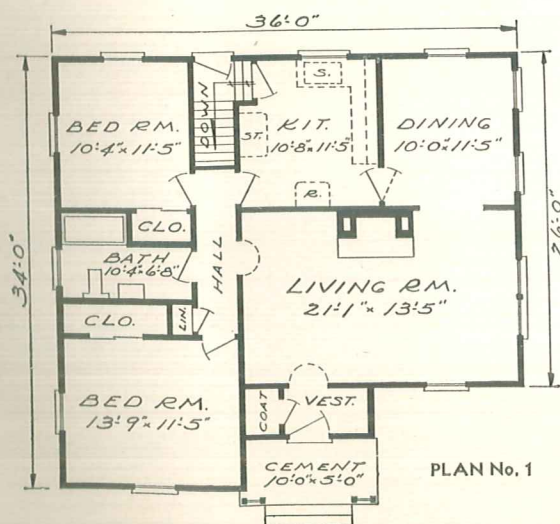 36'-0"
BED RM.
10'-4" x 11'-5"
DOWN
S.
ST.
KIT.
10'-8" x 11'-5"
DINING
10'-0" x 11'-5"
R.
CLO.
BATH
10'-4" x 6'-8"
HALL
34'-0"
26'-0"
LIVING RM.
21'-1" x 13'-5"
CLO.
LIN.
BED RM.
13'-9" x 11'-5"
COAT
VEST.
CEMENT
10'-0" x 5'-0"
PLAN No. 1